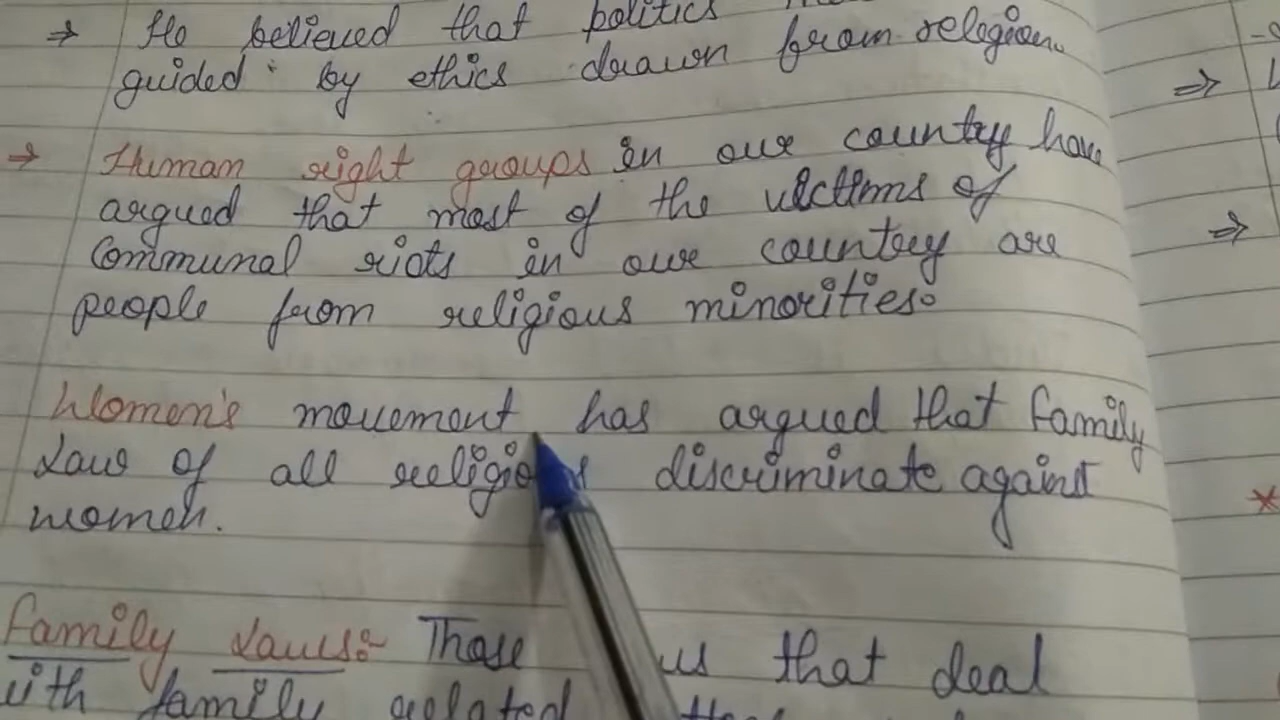 ⇒ He believed that politics
guided by ethics drawn from religion.
→ Human right groups in our country have
argued that most of the victims of
Communal riots in our country are
people from religious minorities.
Women's movement has argued that family
Law of all religions discriminate against
women.
Family Laws:- Those that deal
with family related